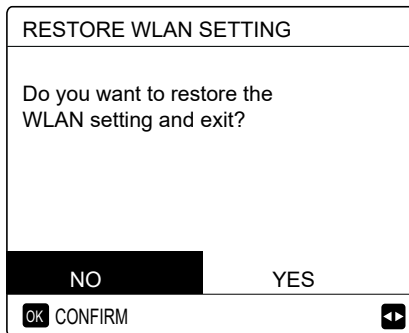 RESTORE WLAN SETTING
Do you want to restore the
WLAN setting and exit?
NO YES
OK CONFIRM